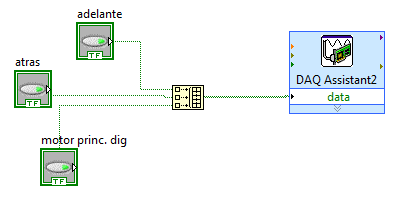 adelante
TF
atras
TF
motor princ. dig
TF
DAQ Assistant2
data